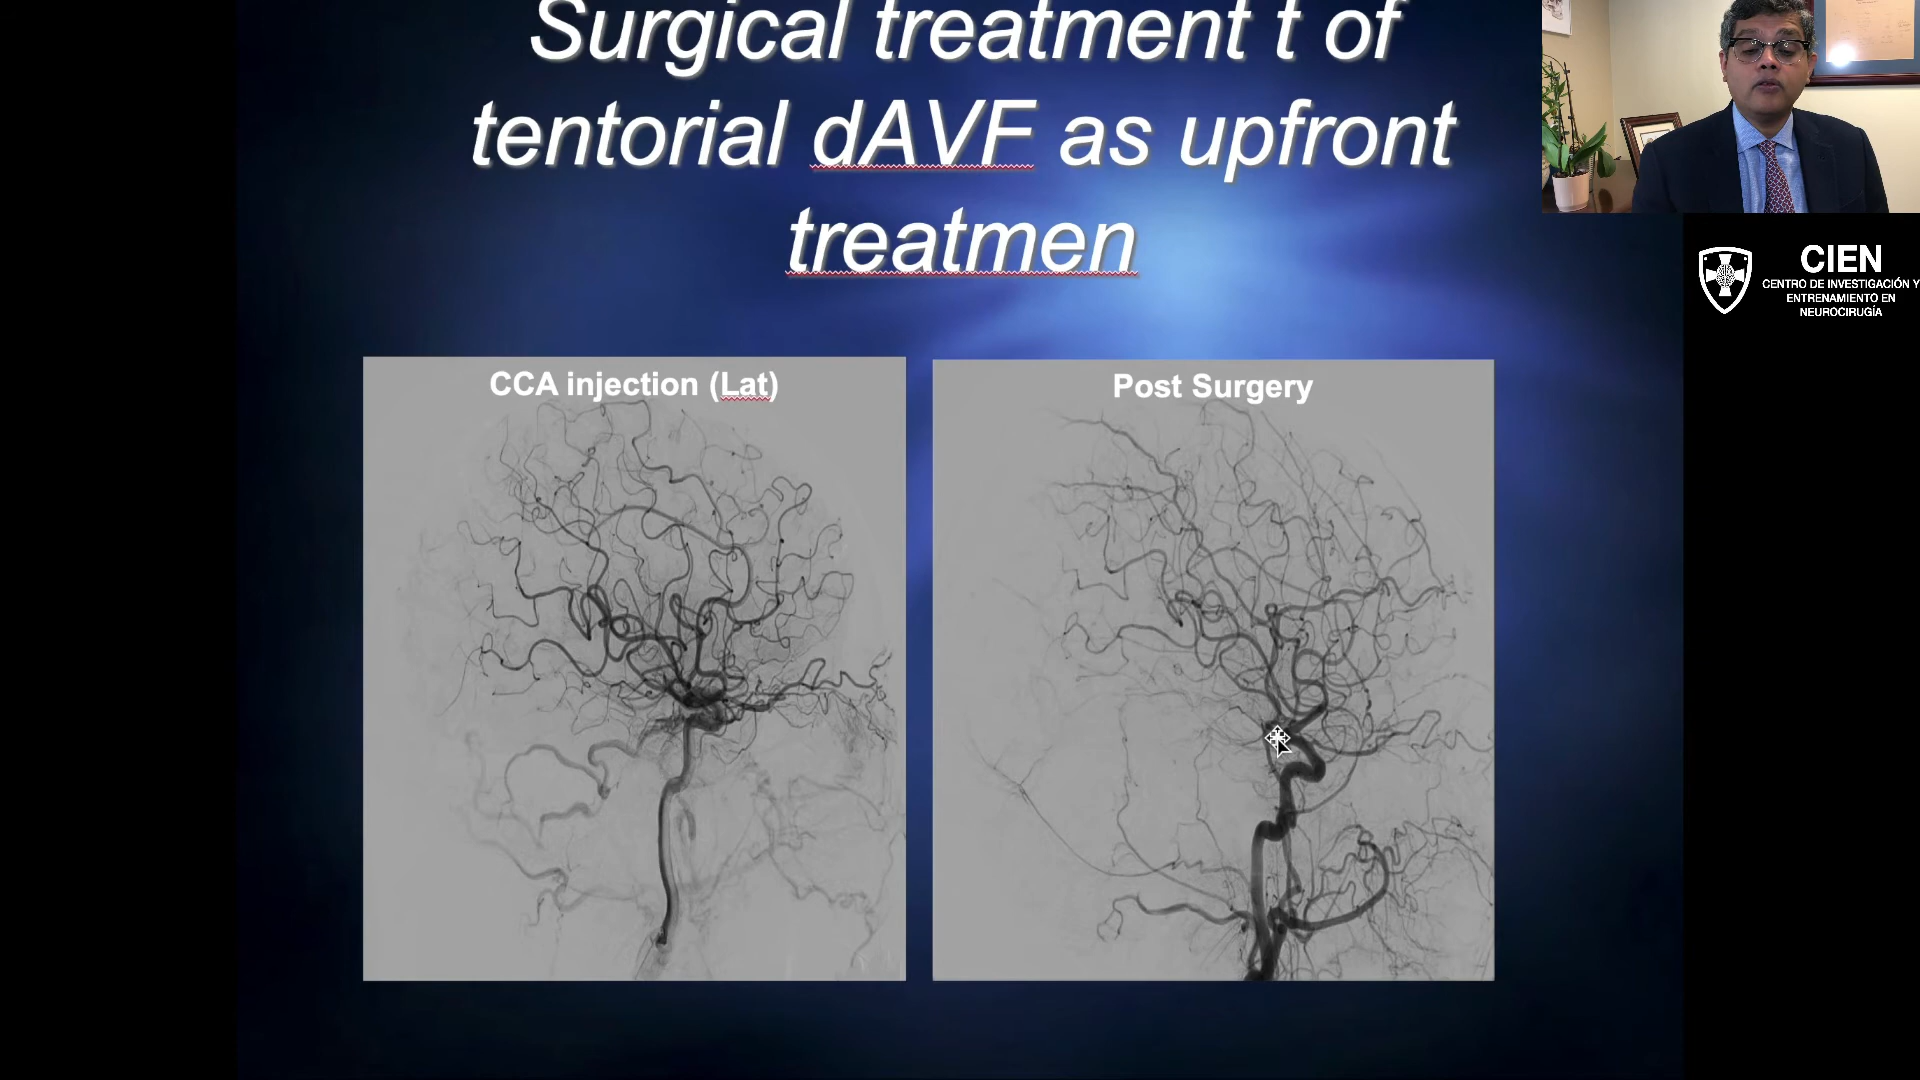 Surgical treatment t of
tentorial dAVF as upfront
treatmen
CCA injection (Lat)
Post Surgery
CIEN
CENTRO DE INVESTIGACIÓN Y
ENTRENAMIENTO EN
NEUROCIRUGÍA